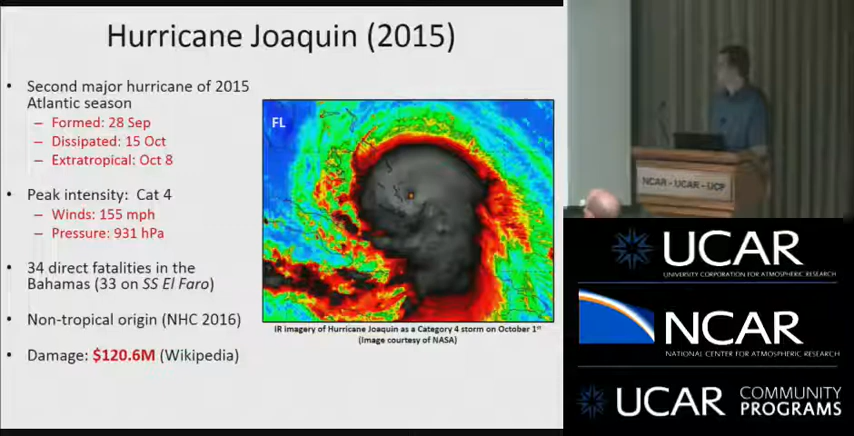 Hurricane Joaquin (2015)
• Second major hurricane of 2015
Atlantic season
– Formed: 28 Sep
– Dissipated: 15 Oct
– Extratropical: Oct 8
• Peak intensity: Cat 4
– Winds: 155 mph
– Pressure: 931 hPa
• 34 direct fatalities in the
Bahamas (33 on SS El Faro)
• Non-tropical origin (NHC 2016)
• Damage: $120.6M (Wikipedia)
FL
IR imagery of Hurricane Joaquin as a Category 4 storm on October 1st
(Image courtesy of NASA)
NCAR - UCAR - UCP
UCAR
UNIVERSITY CORPORATION FOR ATMOSPHERIC RESEARCH
NCAR
NATIONAL CENTER FOR ATMOSPHERIC RESEARCH
UCAR COMMUNITY
PROGRAMS